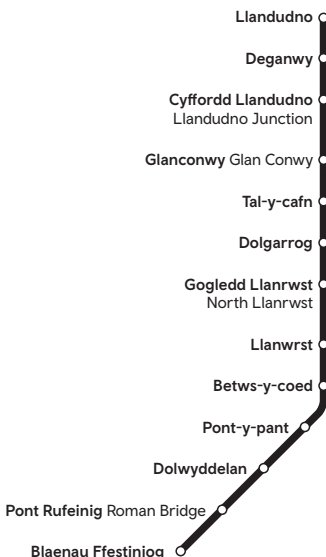 Llandudno
Deganwy
Cyffordd Llandudno
Llandudno Junction
Glanconwy Glan Conwy
Tal-y-cafn
Dolgarrog
Gogledd Llanrwst
North Llanrwst
Llanwrst
Betws-y-coed
Pont-y-pant
Dolwyddelan
Pont Rufeinig Roman Bridge
Blaenau Ffestiniog